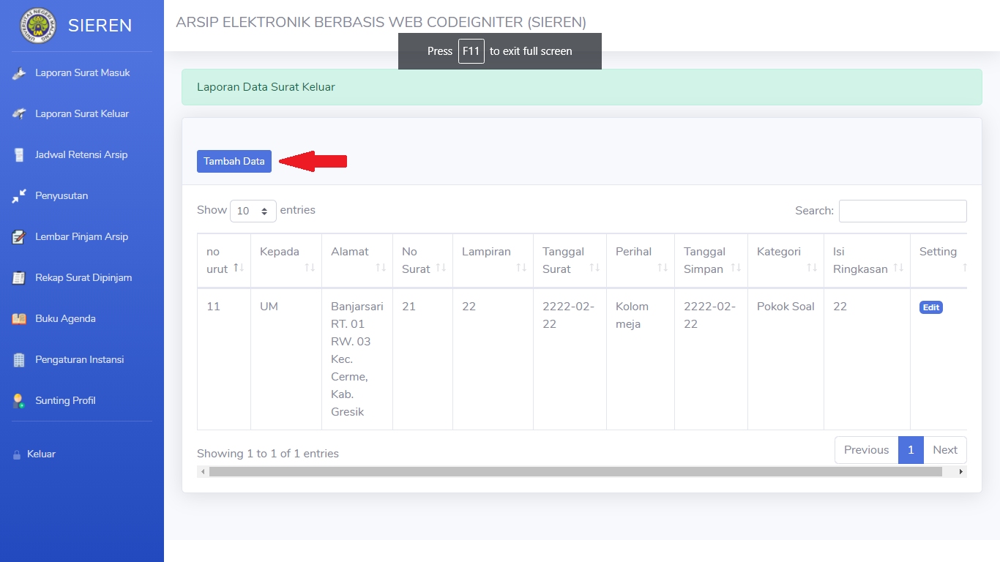 SIEREN
ARSIP ELEKTRONIK BERBASIS WEB CODEIGNITER (SIEREN)
Press F11 to exit full screen
Laporan Surat Masuk
Laporan Surat Keluar
Jadwal Retensi Arsip
Penyusutan
Lembar Pinjam Arsip
Rekap Surat Dipinjam
Buku Agenda
Pengaturan Instansi
Sunting Profil
Keluar
Laporan Data Surat Keluar
Tambah Data
Show 10 entries
Search:
no urut
Kepada
Alamat
No Surat
Lampiran
Tanggal Surat
Perihal
Tanggal Simpan
Kategori
Isi Ringkasan
Setting
11
UM
Banjarsari
RT. 01
RW. 03
Kec.
Cerme,
Kab.
Gresik
21
22
2222-02-
22
Kolom
meja
2222-02-
22
Pokok Soal
22
Edit
Showing 1 to 1 of 1 entries
Previous 1 Next